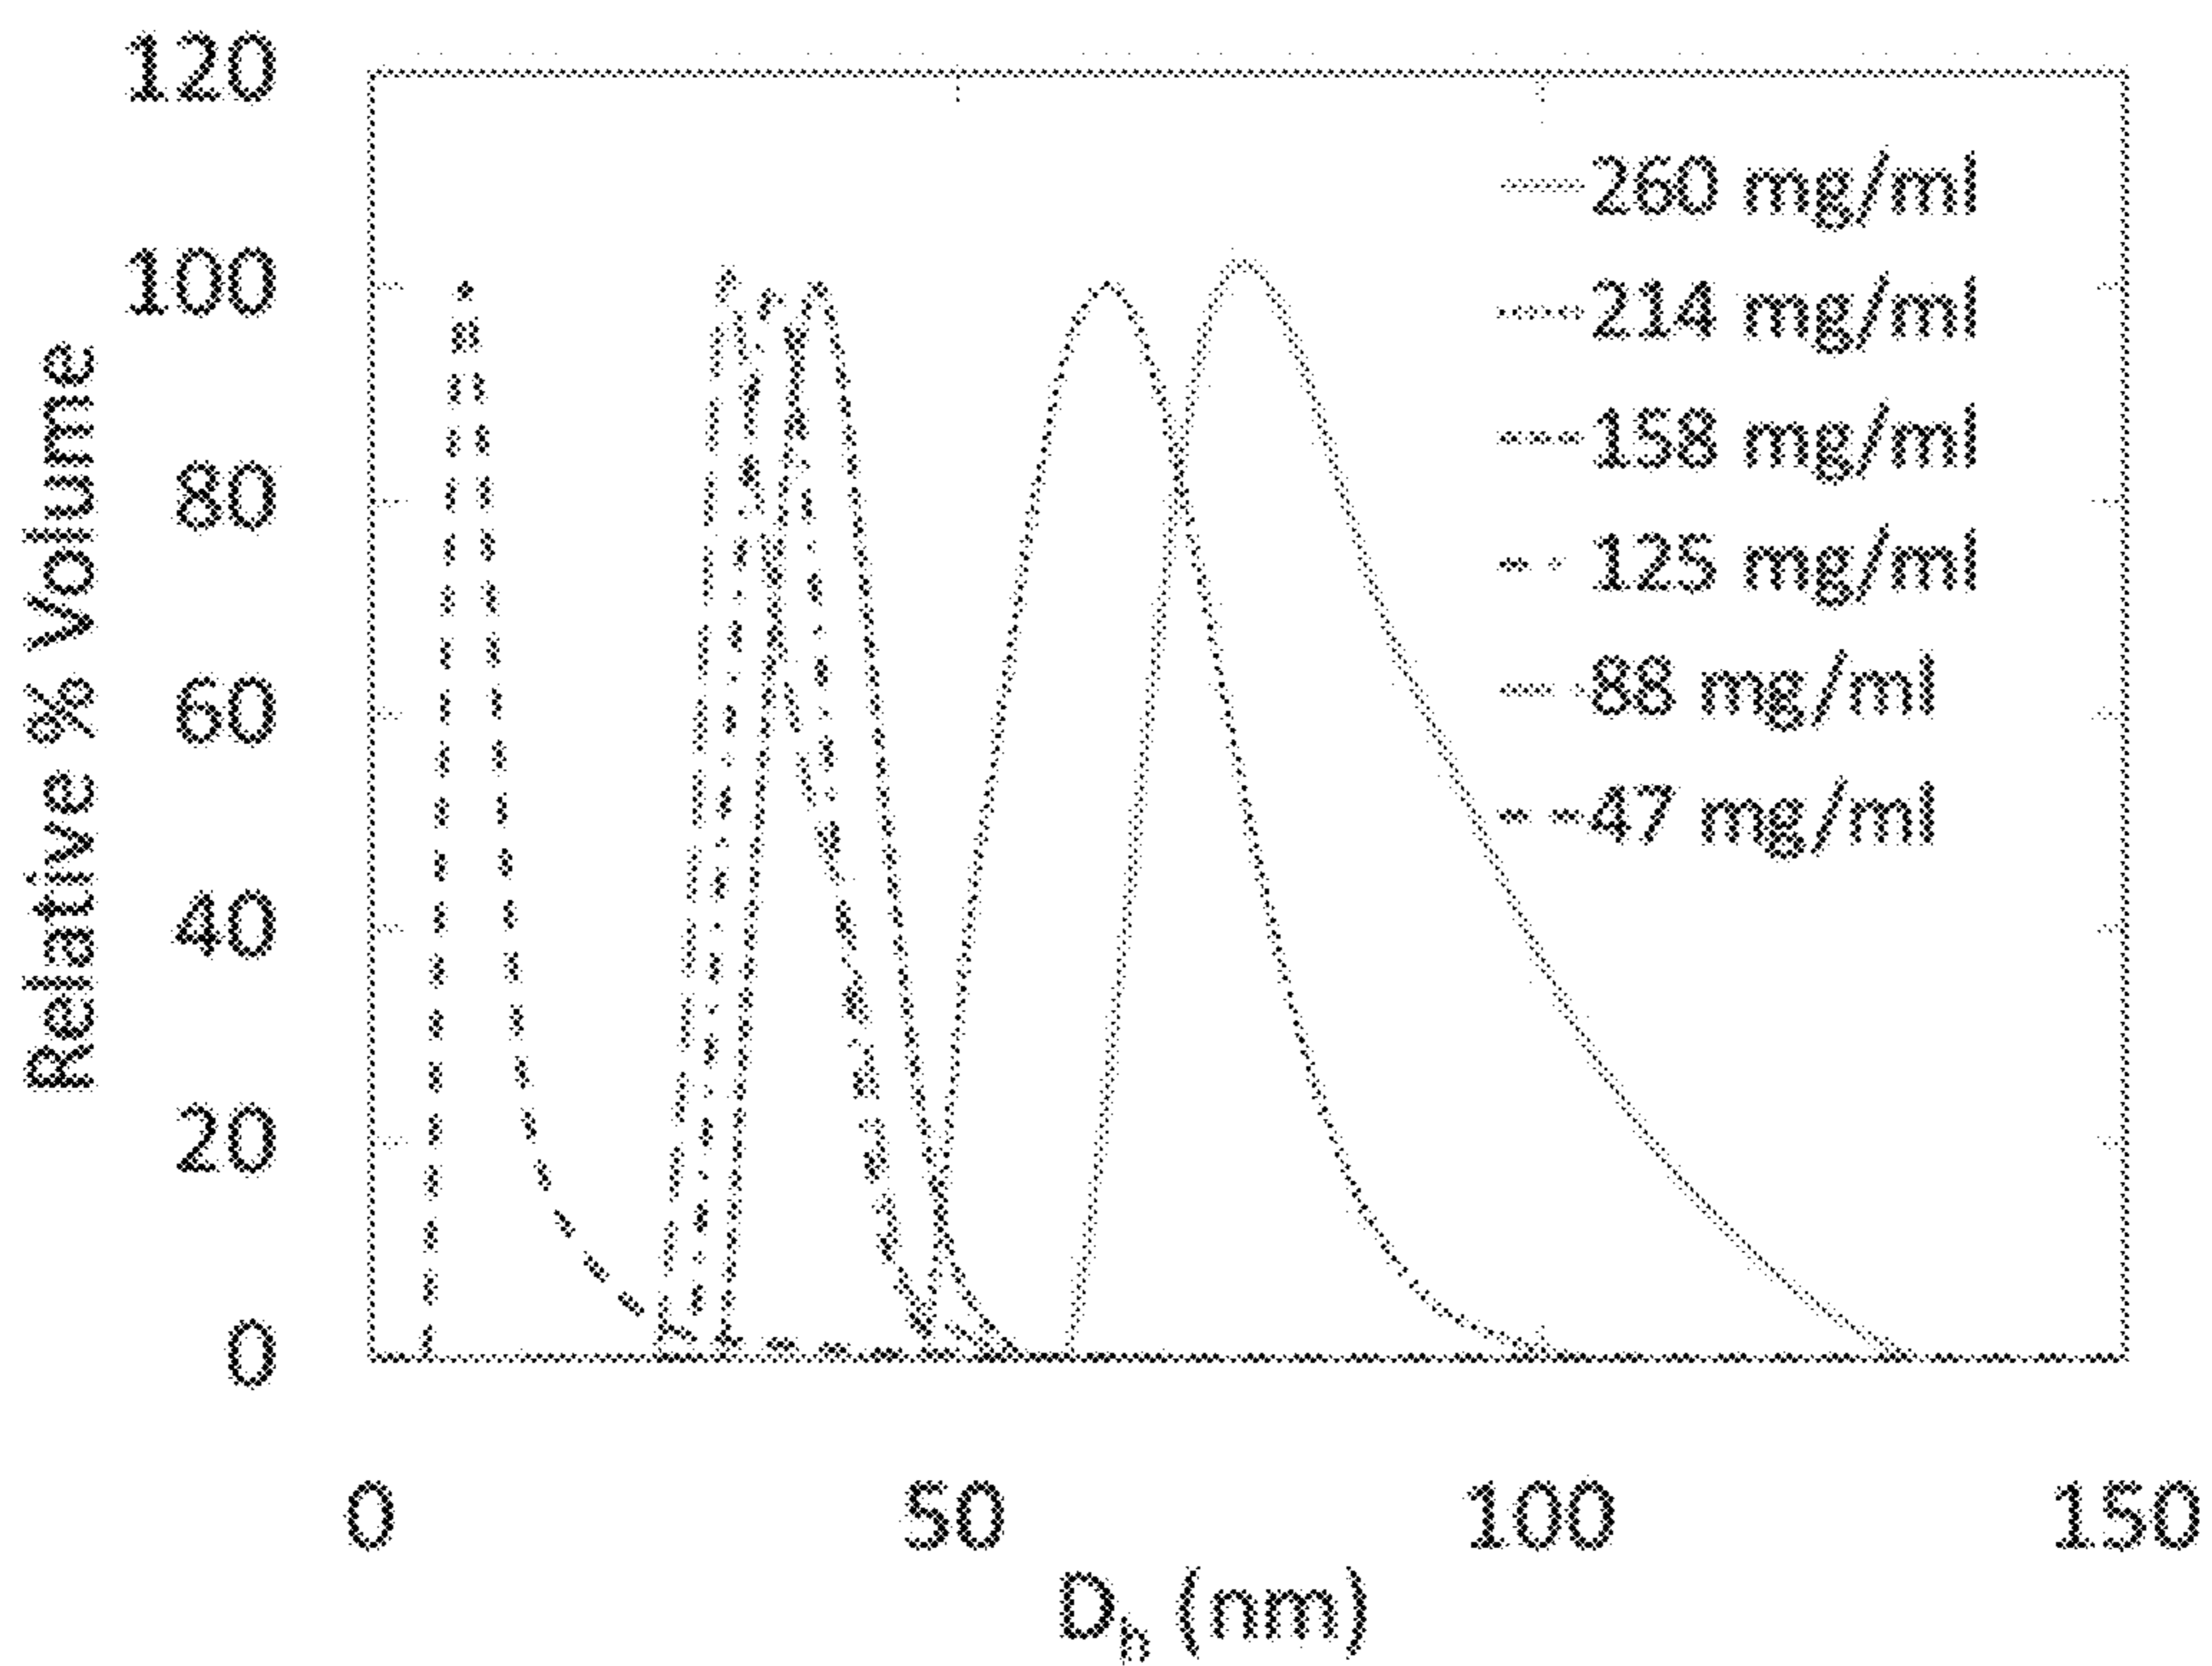 120
100
80
60
40
20
0
Relative % Volume
260 mg/ml
214 mg/ml
158 mg/ml
125 mg/ml
88 mg/ml
47 mg/ml
0 50 100 150
Dₕ (nm)